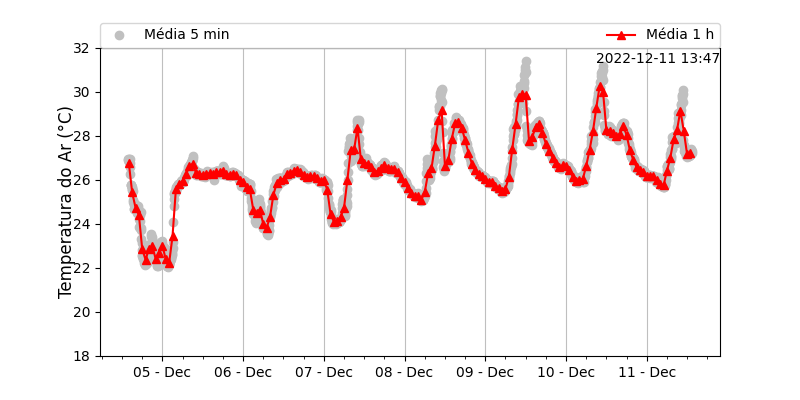 Média 5 min
Média 1 h
2022-12-11 13:47
Temperatura do Ar (°C)
32
30
28
26
24
22
20
18
05 - Dec
06 - Dec
07 - Dec
08 - Dec
09 - Dec
10 - Dec
11 - Dec